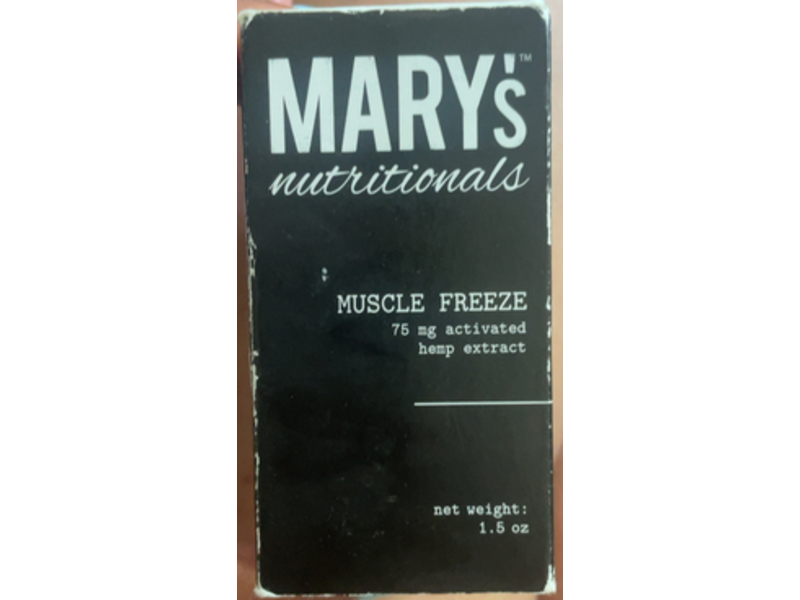 MARY's™
nutritionals
MUSCLE FREEZE
75 mg activated
hemp extract
net weight:
1.5 oz